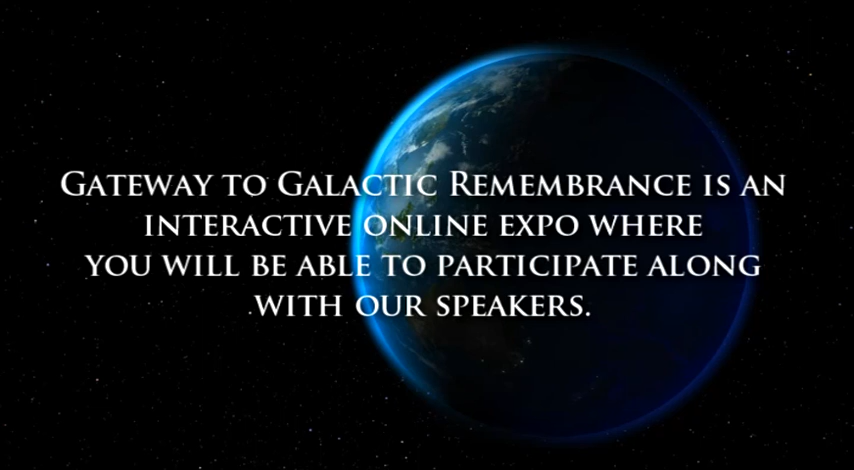 Gateway to Galactic Remembrance is an
interactive online expo where
you will be able to participate along
with our speakers.